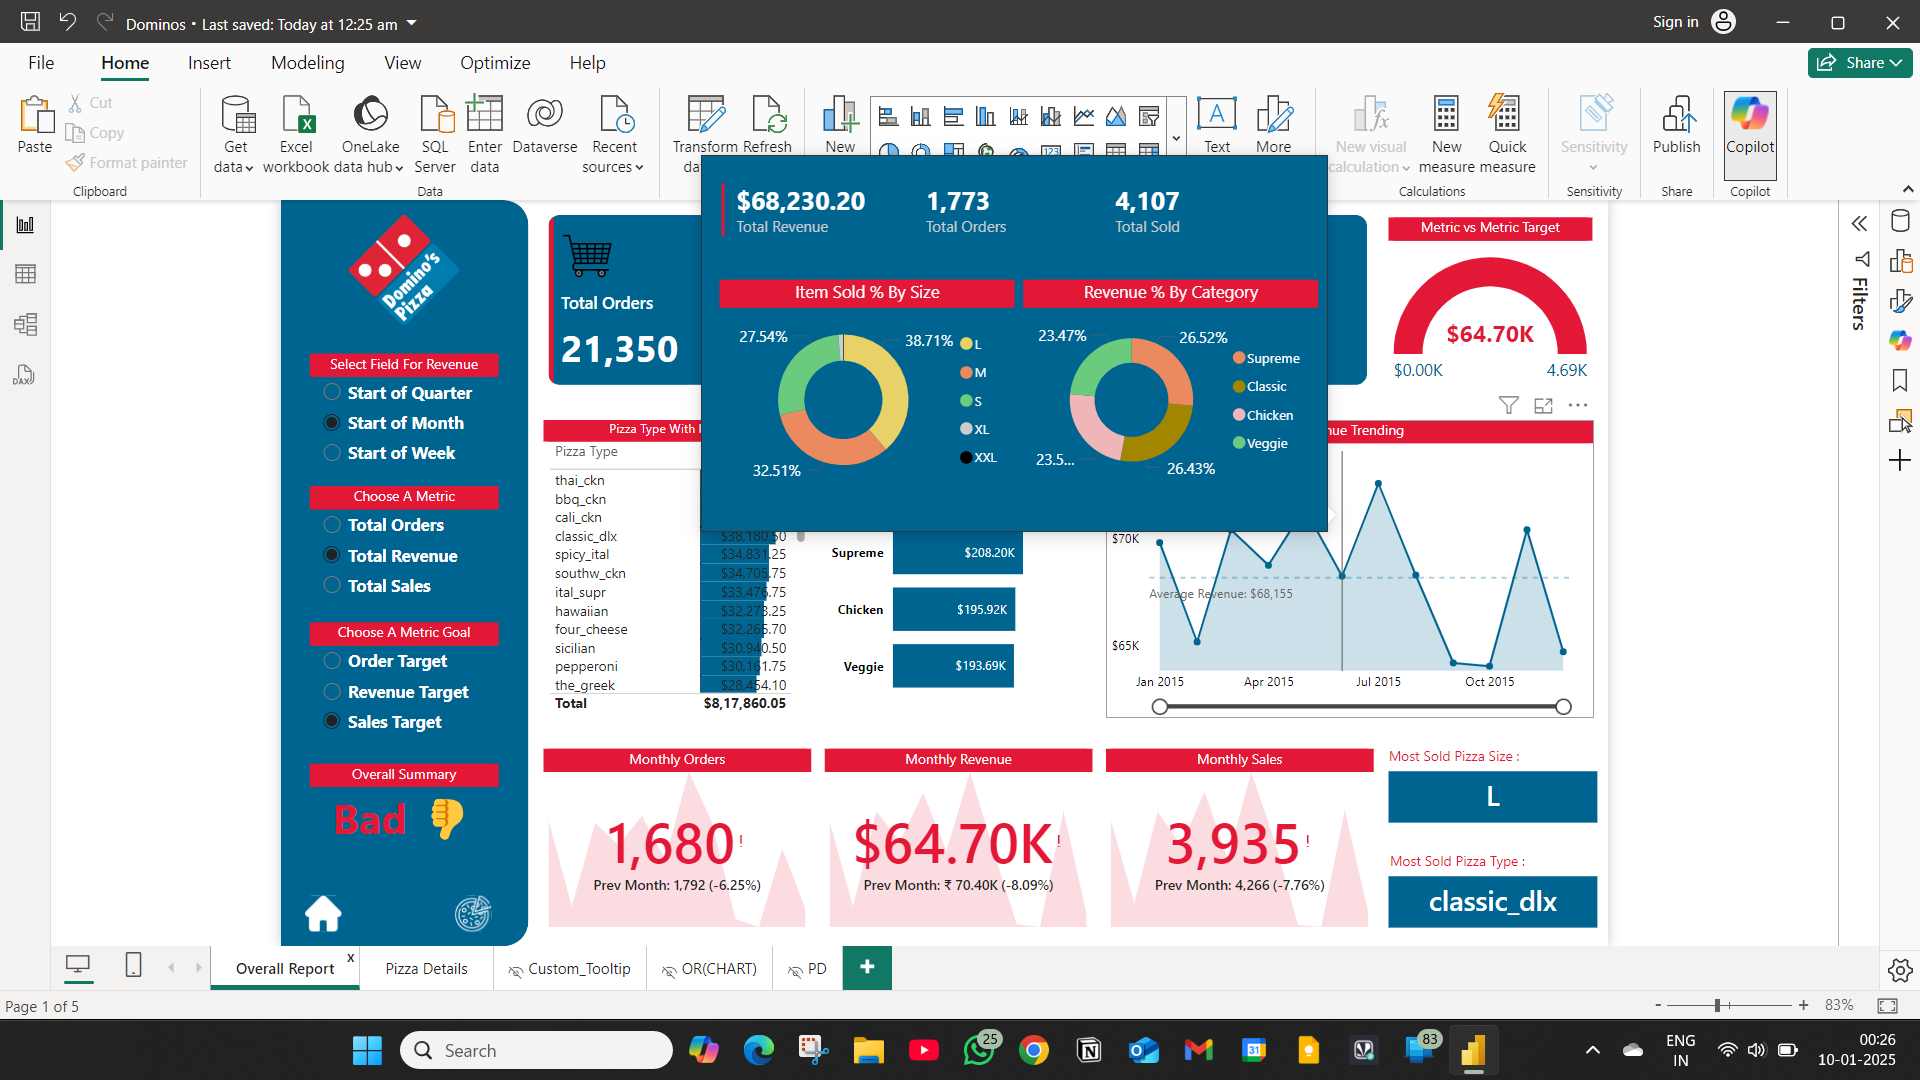 Dominos • Last saved: Today at 12:25 am
Sign in
File
Home
Insert
Modeling
View
Optimize
Help
Share
Paste
Cut
Copy
Format painter
Clipboard
Get data
Excel workbook
OneLake data hub
SQL Server
Enter data
Dataverse
Recent sources
Data
Transform
Refresh
New
Text
More
New visual calculation
New measure
Quick measure
Calculations
Sensitivity
Sensitivity
Publish
Share
Copilot
Copilot
Domino's Pizza
Select Field For Revenue
Start of Quarter
Start of Month
Start of Week
Choose A Metric
Total Orders
Total Revenue
Total Sales
Choose A Metric Goal
Order Target
Revenue Target
Sales Target
Overall Summary
Bad
Total Orders
21,350
$68,230.20
Total Revenue
1,773
Total Orders
4,107
Total Sold
Item Sold % By Size
27.54%
38.71%
32.51%
L
M
S
XL
XXL
Revenue % By Category
23.47%
26.52%
23.5...
26.43%
Supreme
Classic
Chicken
Veggie
Metric vs Metric Target
$64.70K
$0.00K
4.69K
Filters
Pizza Type With
Pizza Type
thai_ckn
bbq_ckn
cali_ckn
classic_dlx $38,180.50
spicy_ital $34,831.25
southw_ckn $34,705.75
ital_supr $33,476.75
hawaiian $32,273.25
four_cheese $32,265.70
sicilian $30,940.50
pepperoni $30,161.75
the_greek $28,454.10
Total $8,17,860.05
Supreme $208.20K
Chicken $195.92K
Veggie $193.69K
nue Trending
$70K
Average Revenue: $68,155
$65K
Jan 2015
Apr 2015
Jul 2015
Oct 2015
Monthly Orders
1,680!
Prev Month: 1,792 (-6.25%)
Monthly Revenue
$64.70K!
Prev Month: ₹ 70.40K (-8.09%)
Monthly Sales
3,935!
Prev Month: 4,266 (-7.76%)
Most Sold Pizza Size :
L
Most Sold Pizza Type :
classic_dlx
Overall Report
x
Pizza Details
Custom_Tooltip
OR(CHART)
PD
+
Page 1 of 5
- + 83%
Search
25
31
83
ENG
IN
00:26
10-01-2025